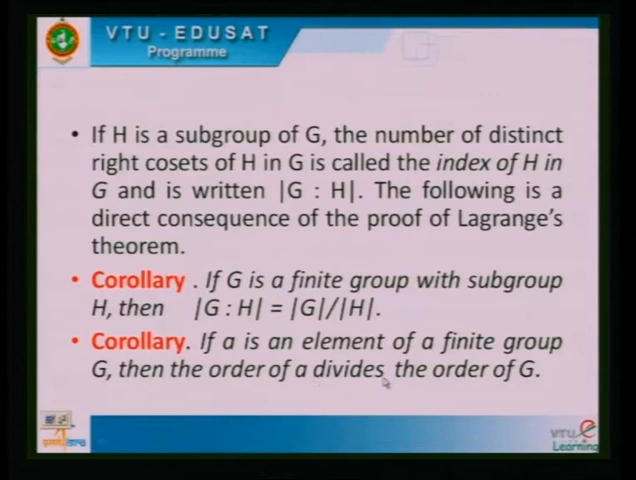 VTU - EDUSAT
Programme
• If H is a subgroup of G, the number of distinct
right cosets of H in G is called the index of H in
G and is written |G : H|. The following is a
direct consequence of the proof of Lagrange's
theorem.
• Corollary . If G is a finite group with subgroup
H, then |G : H| = |G|/|H|.
• Corollary. If a is an element of a finite group
G, then the order of a divides the order of G.
VTU e
Learning